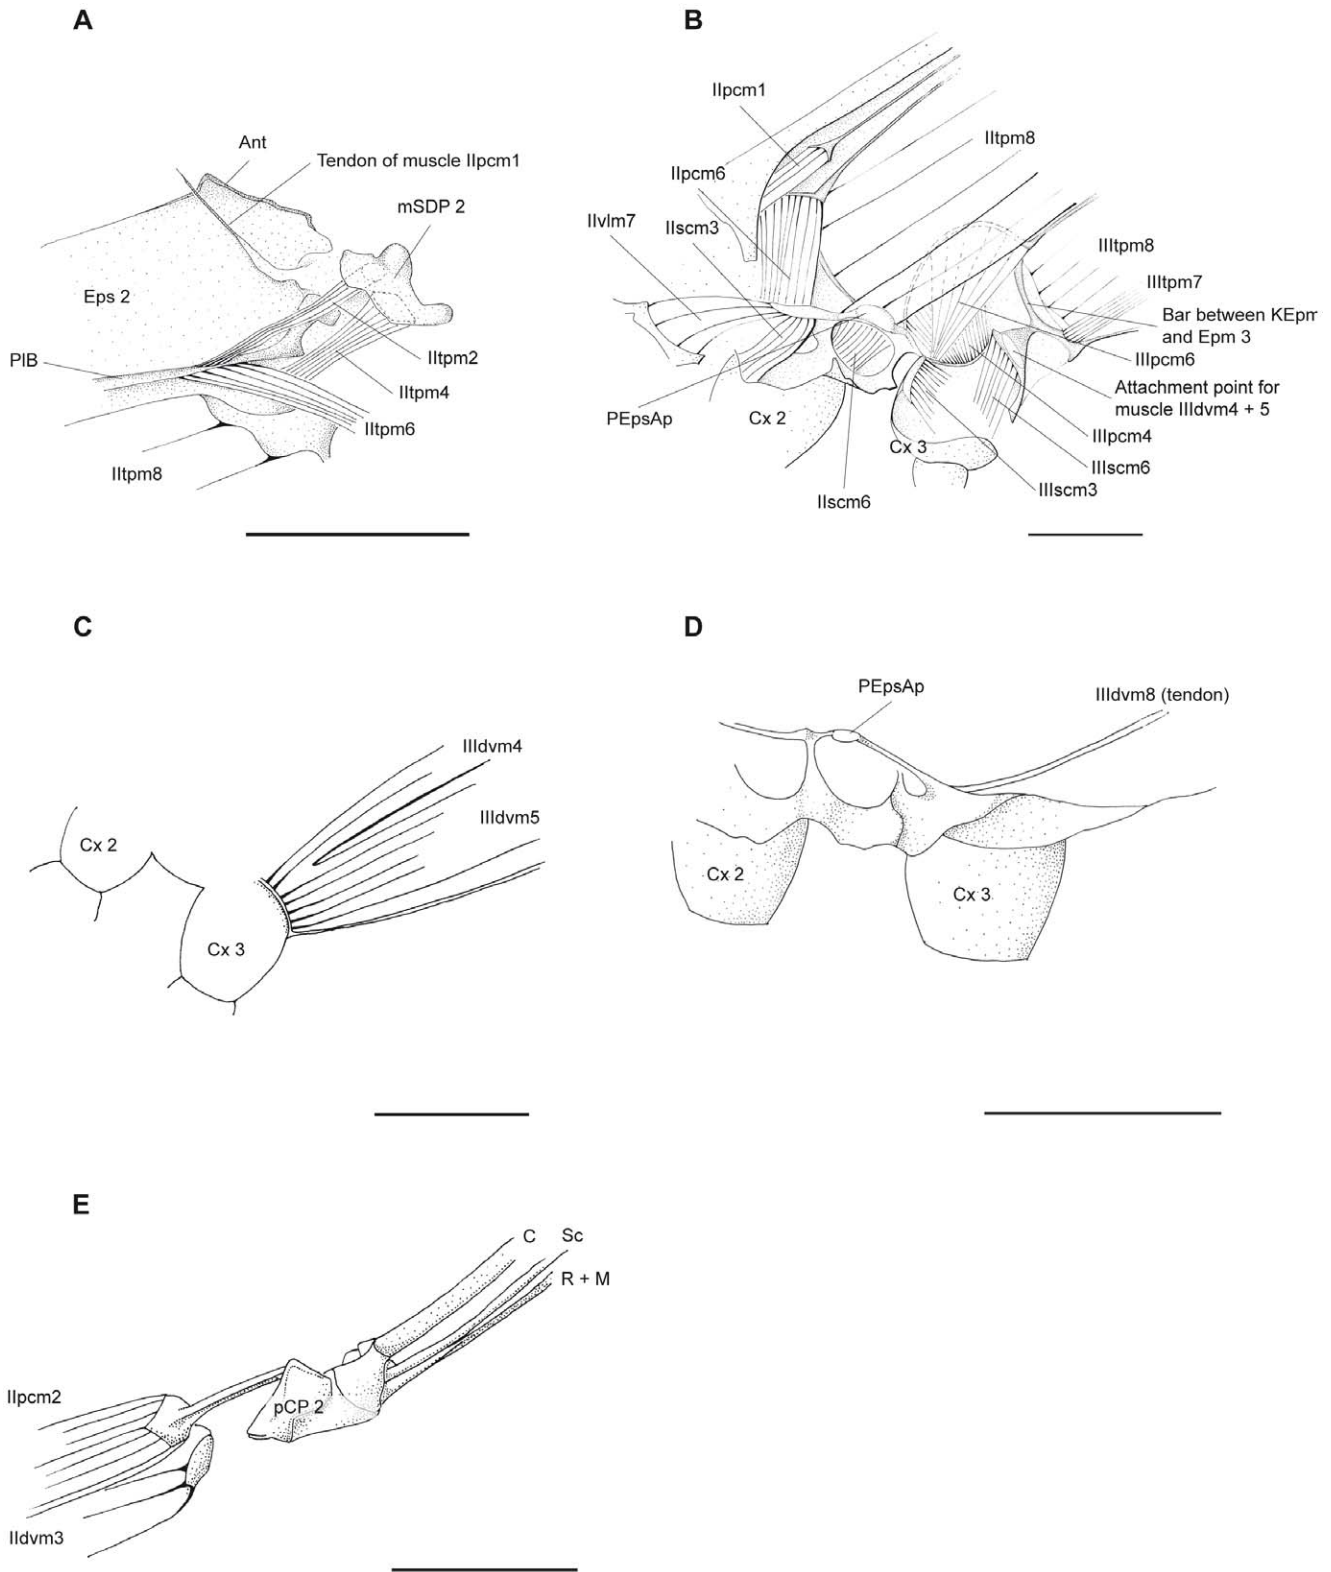 A
Ant
Tendon of muscle IIpcm1
mSDP 2
Eps 2
PlB
IItpm2
IItpm4
IItpm6
IItpm8
B
IIpcm1
IItpm8
IIpcm6
IIvlm7
IIscm3
IIItpm8
IIItpm7
Bar between KEpm
and Epm 3
IIIpcm6
Attachment point for
muscle IIIdvm4 + 5
PEpsAp
Cx 2
Cx 3
IIIpcm4
IIIscm6
IIIscm3
IIscm6
C
IIIdvm4
IIIdvm5
Cx 2
Cx 3
D
PEpsAp
IIIdvm8 (tendon)
Cx 2
Cx 3
E
C
Sc
R + M
IIpcm2
pCP 2
IIdvm3